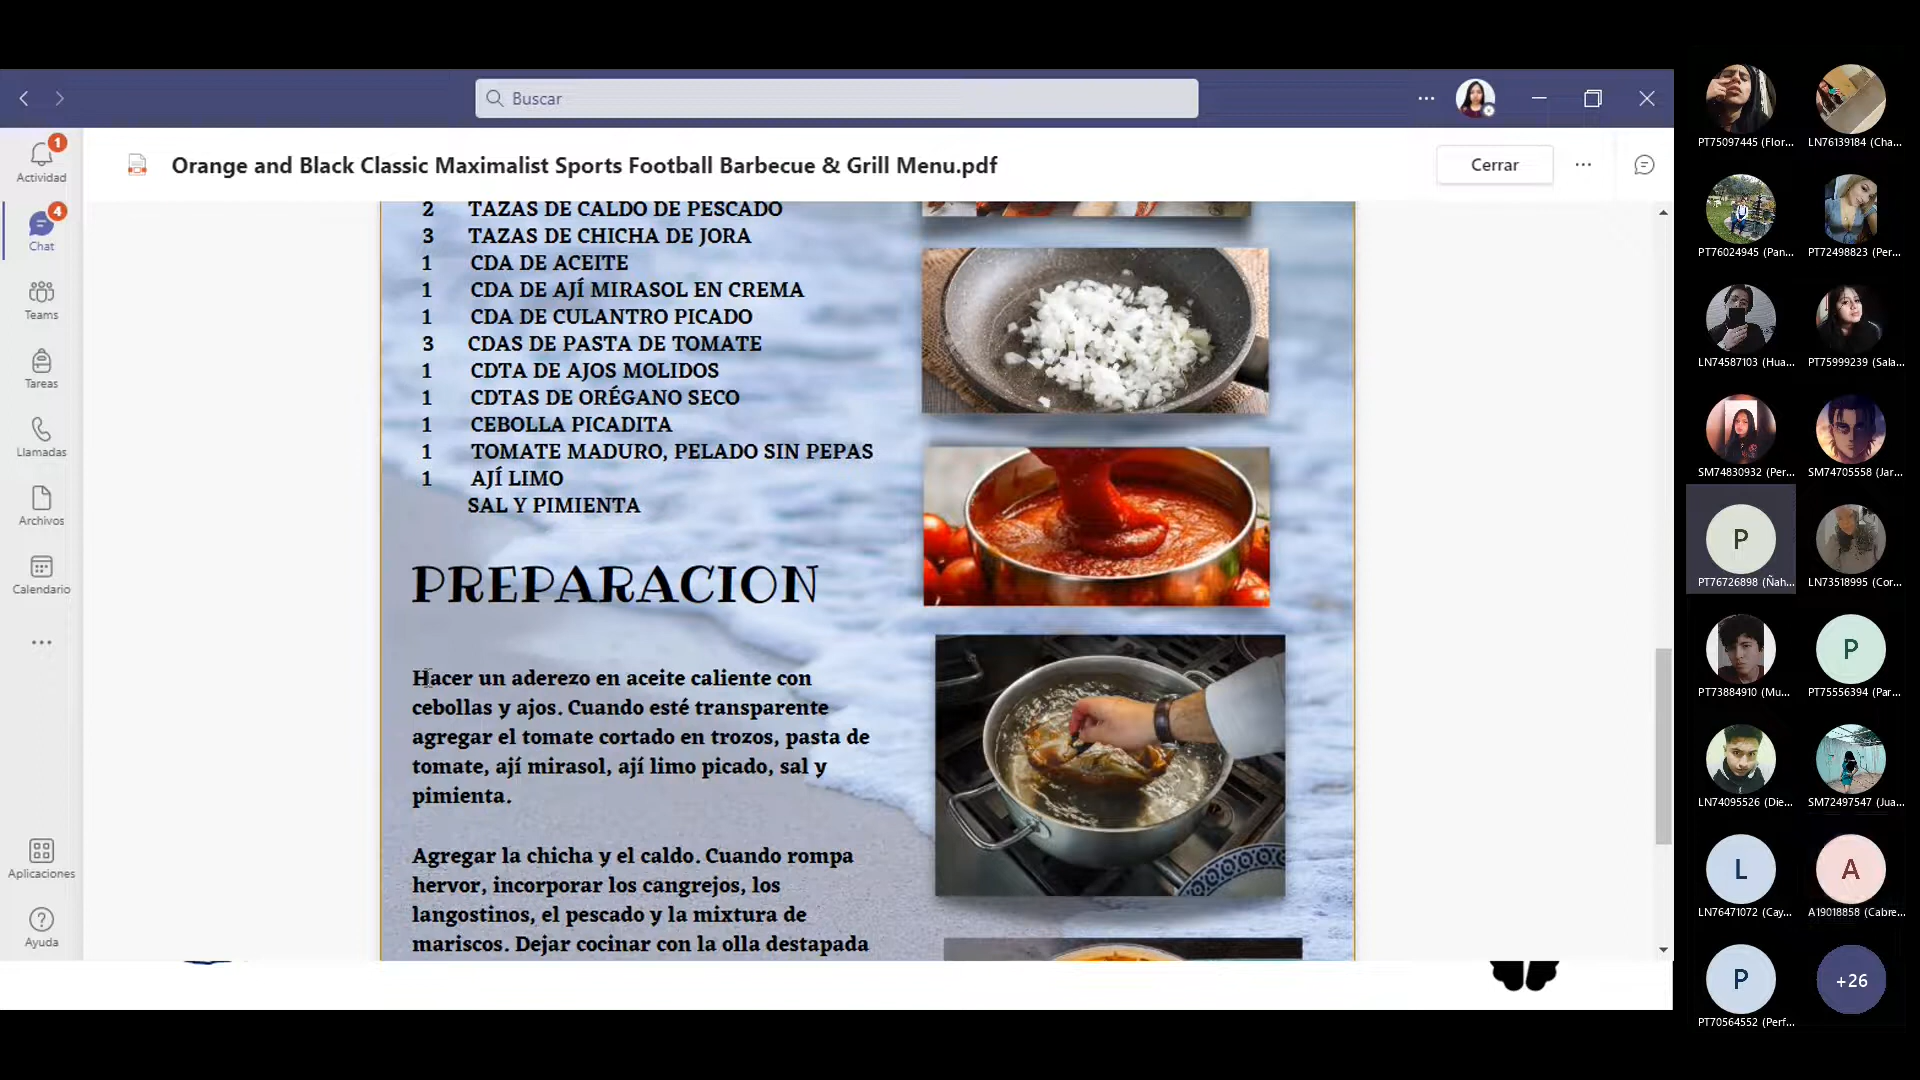 Buscar
Orange and Black Classic Maximalist Sports Football Barbecue & Grill Menu.pdf
Cerrar
1
Actividad
4
Chat
Teams
Tareas
Llamadas
Archivos
Calendario
Aplicaciones
Ayuda
2 TAZAS DE CALDO DE PESCADO
3 TAZAS DE CHICHA DE JORA
1 CDA DE ACEITE
1 CDA DE AJÍ MIRASOL EN CREMA
1 CDA DE CULANTRO PICADO
3 CDAS DE PASTA DE TOMATE
1 CDTA DE AJOS MOLIDOS
1 CDTAS DE ORÉGANO SECO
1 CEBOLLA PICADITA
1 TOMATE MADURO, PELADO SIN PEPAS
1 AJÍ LIMO
SAL Y PIMIENTA
PREPARACION
Hacer un aderezo en aceite caliente con
cebollas y ajos. Cuando esté transparente
agregar el tomate cortado en trozos, pasta de
tomate, ají mirasol, ají limo picado, sal y
pimienta.
Agregar la chicha y el caldo. Cuando rompa
hervor, incorporar los cangrejos, los
langostinos, el pescado y la mixtura de
mariscos. Dejar cocinar con la olla destapada
PT75097445 (Flor...
LN76139184 (Cha...
PT76024945 (Pan...
PT72498823 (Per...
LN74587103 (Hua...
PT75999239 (Sala...
SM74830932 (Per...
SM74705558 (Jar...
P
PT76726898 (Ñah...
LN73518995 (Cor...
PT73884910 (Mu...
P
PT75556394 (Par...
LN74095526 (Die...
SM72497547 (Jua...
L
LN76471072 (Cay...
A
A19018858 (Cabre...
P
PT70564552 (Perf...
+26